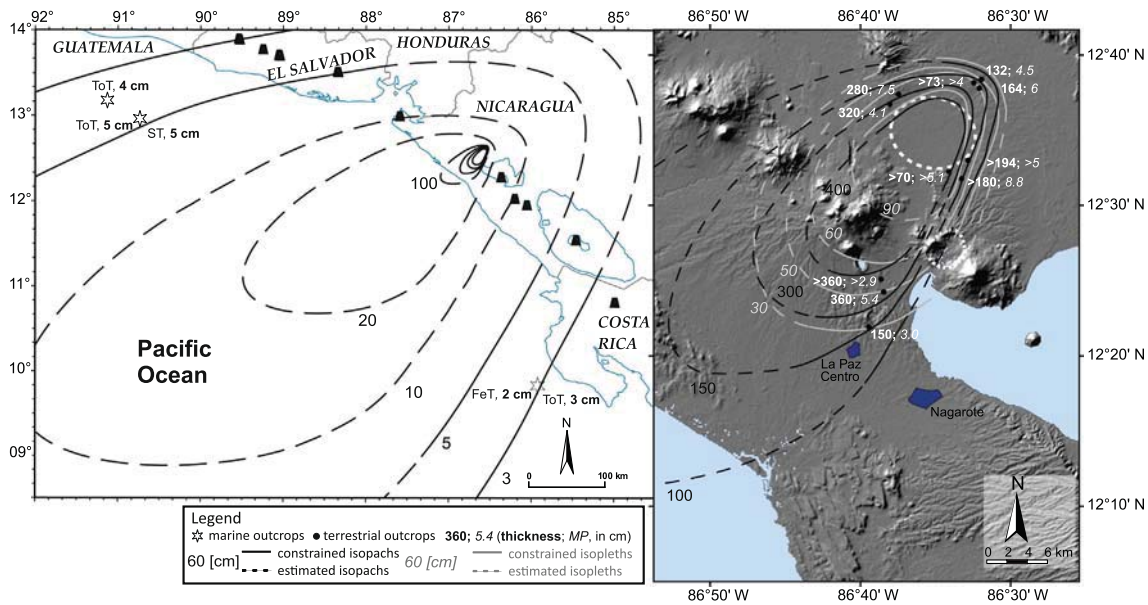 92 91° 90° 89° 88° 87° 86° 85°
14°
13°
12°
11°
10°
09°
GUATEMALA
HONDURAS
EL SALVADOR
NICARAGUA
COSTA
RICA
ToT, 4 cm
ToT, 5 cm
ST, 5 cm
100
20
10
5
3
Pacific
Ocean
FeT, 2 cm
ToT, 3 cm
N
0 100 km
Legend
marine outcrops terrestrial outcrops 360; 5.4 (thickness; MP, in cm)
60 [cm] constrained isopachs 60 [cm] constrained isopleths
estimated isopachs estimated isopleths
86°50' W 86°40' W 86°30' W
12°40' N
12°30' N
12°20' N
12°10' N
132; 4.5
>73; >4
164; 6
280; 7.5
320; 4.1
>194; >5
>70; >5.1
>180; 8.8
400
90
60
50
>360; >2.9
300
360; 5.4
30
150; 3.0
La Paz
Centro
150
Nagarote
100
N
0 2 4 6 km
86°50' W 86°40' W 86°30' W